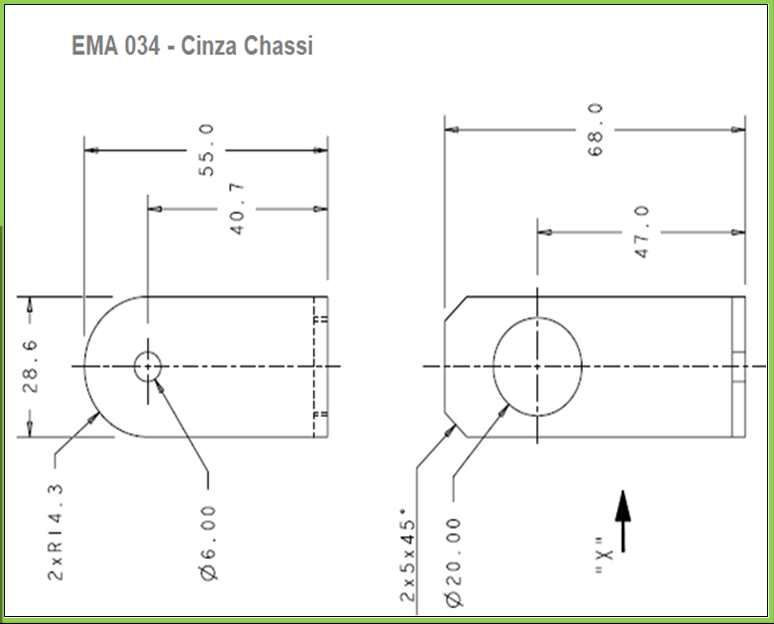 EMA 034 - Cinza Chassi
55.0
40.7
28.6
2xR14.3
Ø6.00
68.0
47.0
2x5x45°
Ø20.00
"X"